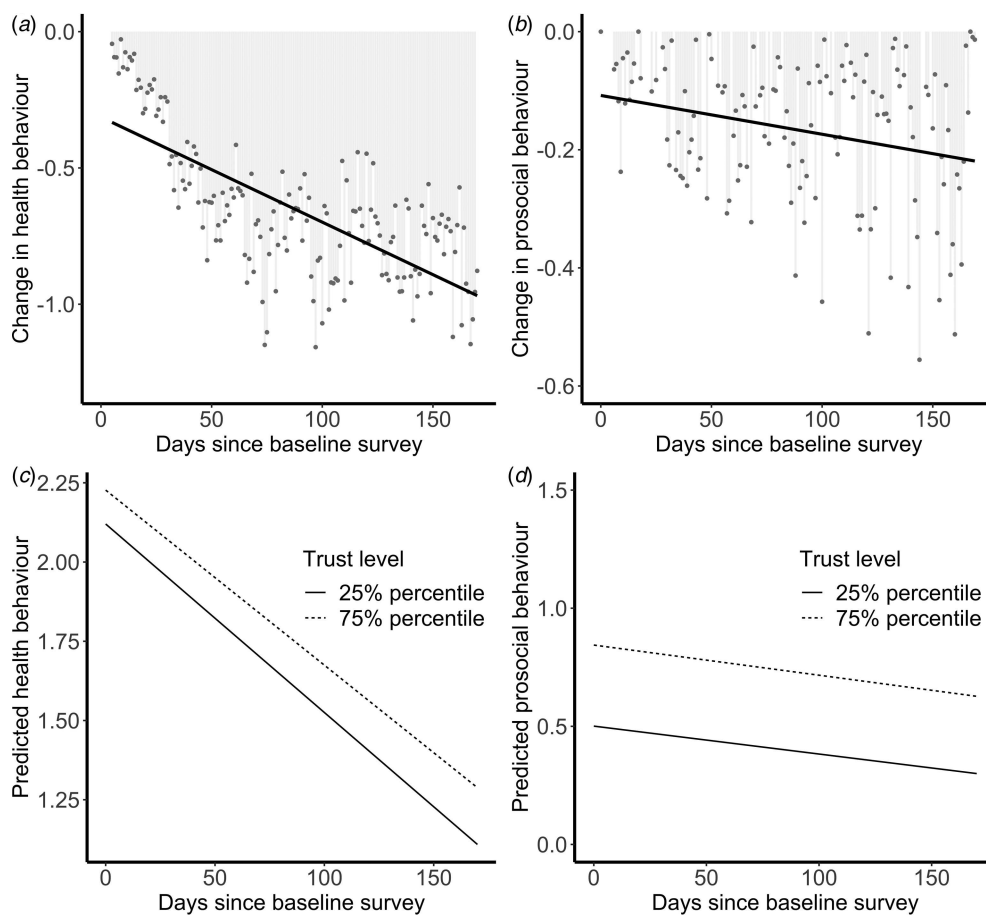 (a)
0.0
-0.5
-1.0
Change in health behaviour
0 50 100 150
Days since baseline survey
(b)
0.0
-0.2
-0.4
-0.6
Change in prosocial behaviour
0 50 100 150
Days since baseline survey
(c)
2.25
2.00
1.75
1.50
1.25
Predicted health behaviour
Trust level
25% percentile
75% percentile
0 50 100 150
Days since baseline survey
(d)
1.5
1.0
0.5
0.0
Predicted prosocial behaviour
Trust level
25% percentile
75% percentile
0 50 100 150
Days since baseline survey